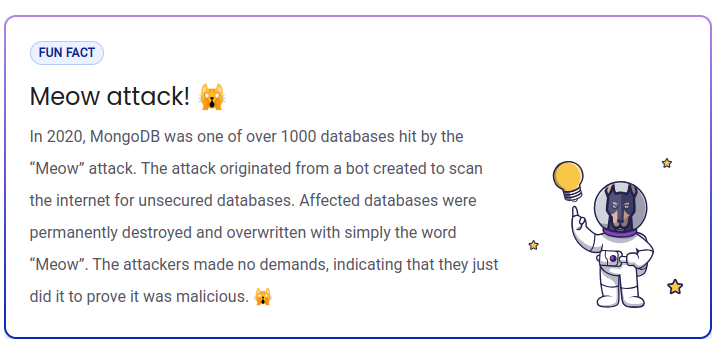 FUN FACT
Meow attack! 🙀
In 2020, MongoDB was one of over 1000 databases hit by the
“Meow” attack. The attack originated from a bot created to scan
the internet for unsecured databases. Affected databases were
permanently destroyed and overwritten with simply the word
“Meow”. The attackers made no demands, indicating that they just
did it to prove it was malicious. 🙀